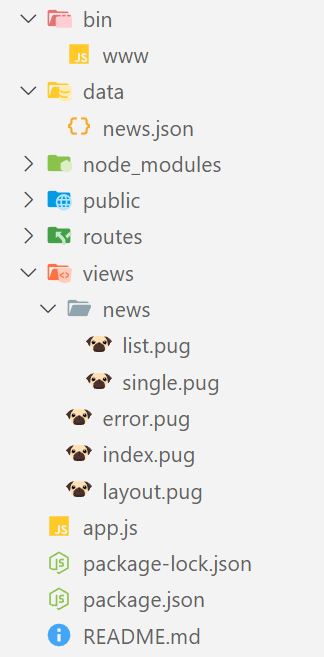 bin
JS www
data
news.json
node_modules
public
routes
views
news
list.pug
single.pug
error.pug
index.pug
layout.pug
JS app.js
JS package-lock.json
JS package.json
README.md